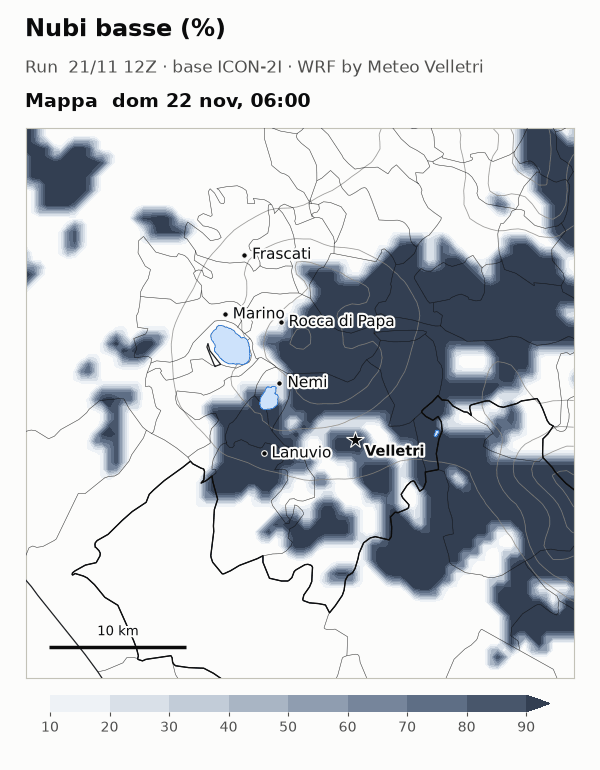 Nubi basse (%)
Run  21/11 12Z · base ICON-2I · WRF by Meteo Velletri
Mappa  dom 22 nov, 06:00
Frascati
Marino
Rocca di Papa
Nemi
Velletri
Lanuvio
10 km
10 20 30 40 50 60 70 80 90